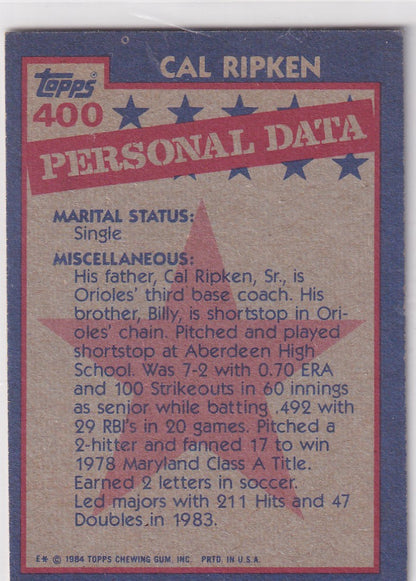 CAL RIPKEN
Topps
400
PERSONAL DATA
MARITAL STATUS:
Single
MISCELLANEOUS:
His father, Cal Ripken, Sr., is
Orioles' third base coach. His
brother, Billy, is shortstop in Ori-
oles' chain. Pitched and played
shortstop at Aberdeen High
School. Was 7-2 with 0.70 ERA
and 100 Strikeouts in 60 innings
as senior while batting .492 with
29 RBI's in 20 games. Pitched a
2-hitter and fanned 17 to win
1978 Maryland Class A Title.
Earned 2 letters in soccer.
Led majors with 211 Hits and 47
Doubles in 1983.
E* © 1984 TOPPS CHEWING GUM, INC. PRTD. IN U.S.A.